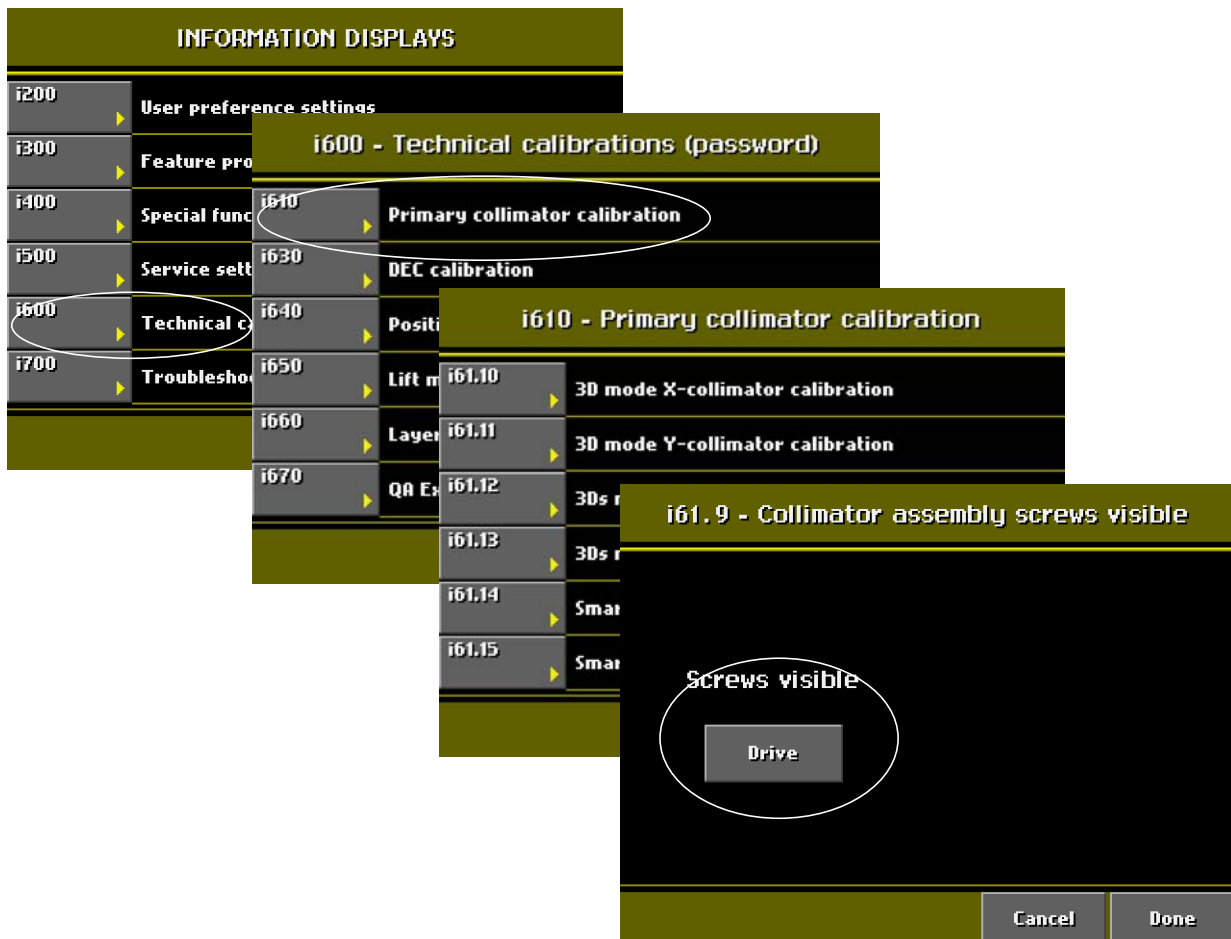 INFORMATION DISPLAYS
i200 User preference settings
i300 Feature pro
i400 Special func
i500 Service sett
i600 Technical c
i700 Troublesho
i600 - Technical calibrations (password)
i610 Primary collimator calibration
i630 DEC calibration
i640 Positi
i650 Lift m
i660 Layer
i670 QA Ex
i610 - Primary collimator calibration
i61.10 3D mode X-collimator calibration
i61.11 3D mode Y-collimator calibration
i61.12 3Ds
i61.13 3Ds
i61.14 Smar
i61.15 Smar
i61.9 - Collimator assembly screws visible
Screws visible
Drive
Cancel Done